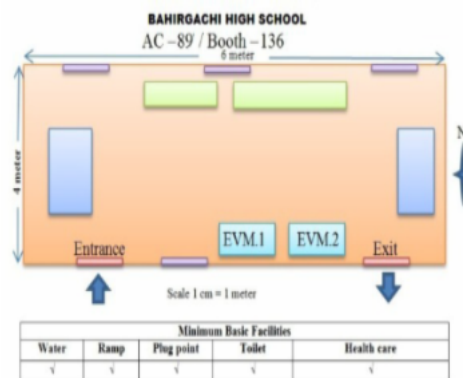 BAHIRGACHI HIGH SCHOOL
AC –89 / Booth –136
6 meter
4 meter
N
EVM.1 EVM.2
Entrance Exit
Scale 1 cm = 1 meter
Minimum Basic Facilities
Water Ramp Plug point Toilet Health care
√ √ √ √ √